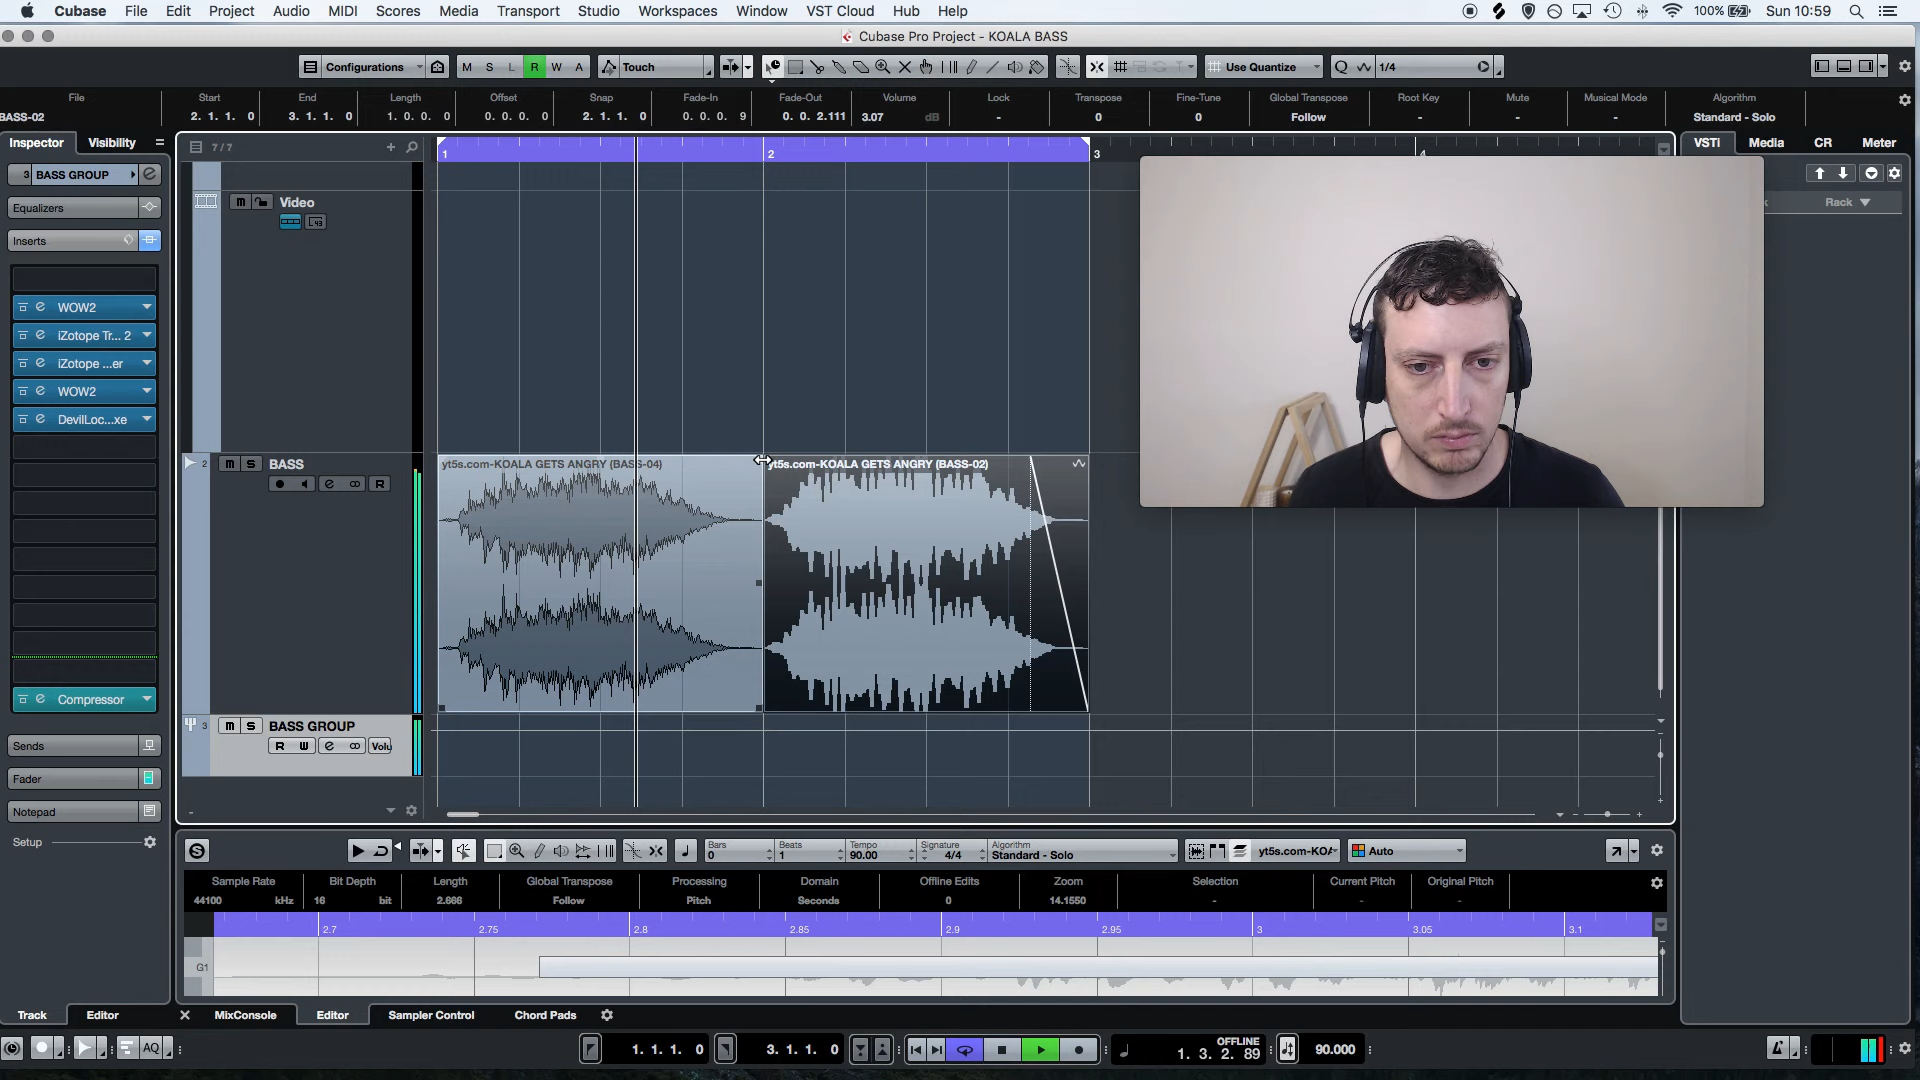 Cubase File Edit Project Audio MIDI Scores Media Transport Studio Workspaces Window VST Cloud Hub Help 100% Sun 10:59
Cubase Pro Project - KOALA BASS
Configurations M S L R W A Touch Use Quantize Q 1/4
File Start End Length Offset Snap Fade-In Fade-Out Volume Lock Transpose Fine-Tune Global Transpose Root Key Mute Musical Mode Algorithm
BASS-02 2. 1. 1. 0 3. 1. 1. 0 1. 0. 0. 0 0. 0. 0. 0 2. 1. 1. 0 0. 0. 0. 9 0. 0. 2.111 3.07 dB - 0 0 Follow - - - Standard - Solo
Inspector Visibility 7 / 7 1 2 3 4 VSTi Media CR Meter
3 BASS GROUP
Equalizers
Rack
m Video
Inserts
WOW2
iZotope Tr... 2
iZotope ...er
WOW2
DevilLoc...xe
2 m S BASS
R
yt5s.com-KOALA GETS ANGRY (BASS-04) yt5s.com-KOALA GETS ANGRY (BASS-02)
Compressor
3 m S BASS GROUP
R W Volu
Sends
Fader
Notepad
Setup
Bars Beats Tempo Signature Algorithm
0 1 90.00 4/4 Standard - Solo yt5s.com-KO Auto
Sample Rate Bit Depth Length Global Transpose Processing Domain Offline Edits Zoom Selection Current Pitch Original Pitch
44100 kHz 16 bit 2.666 Follow Pitch Seconds 0 14.1550 - - -
2.7 2.75 2.8 2.85 2.9 2.95 3 3.05 3.1
G1
Track Editor MixConsole Editor Sampler Control Chord Pads
AQ 1. 1. 1. 0 3. 1. 1. 0 OFFLINE 1. 3. 2. 89 90.000